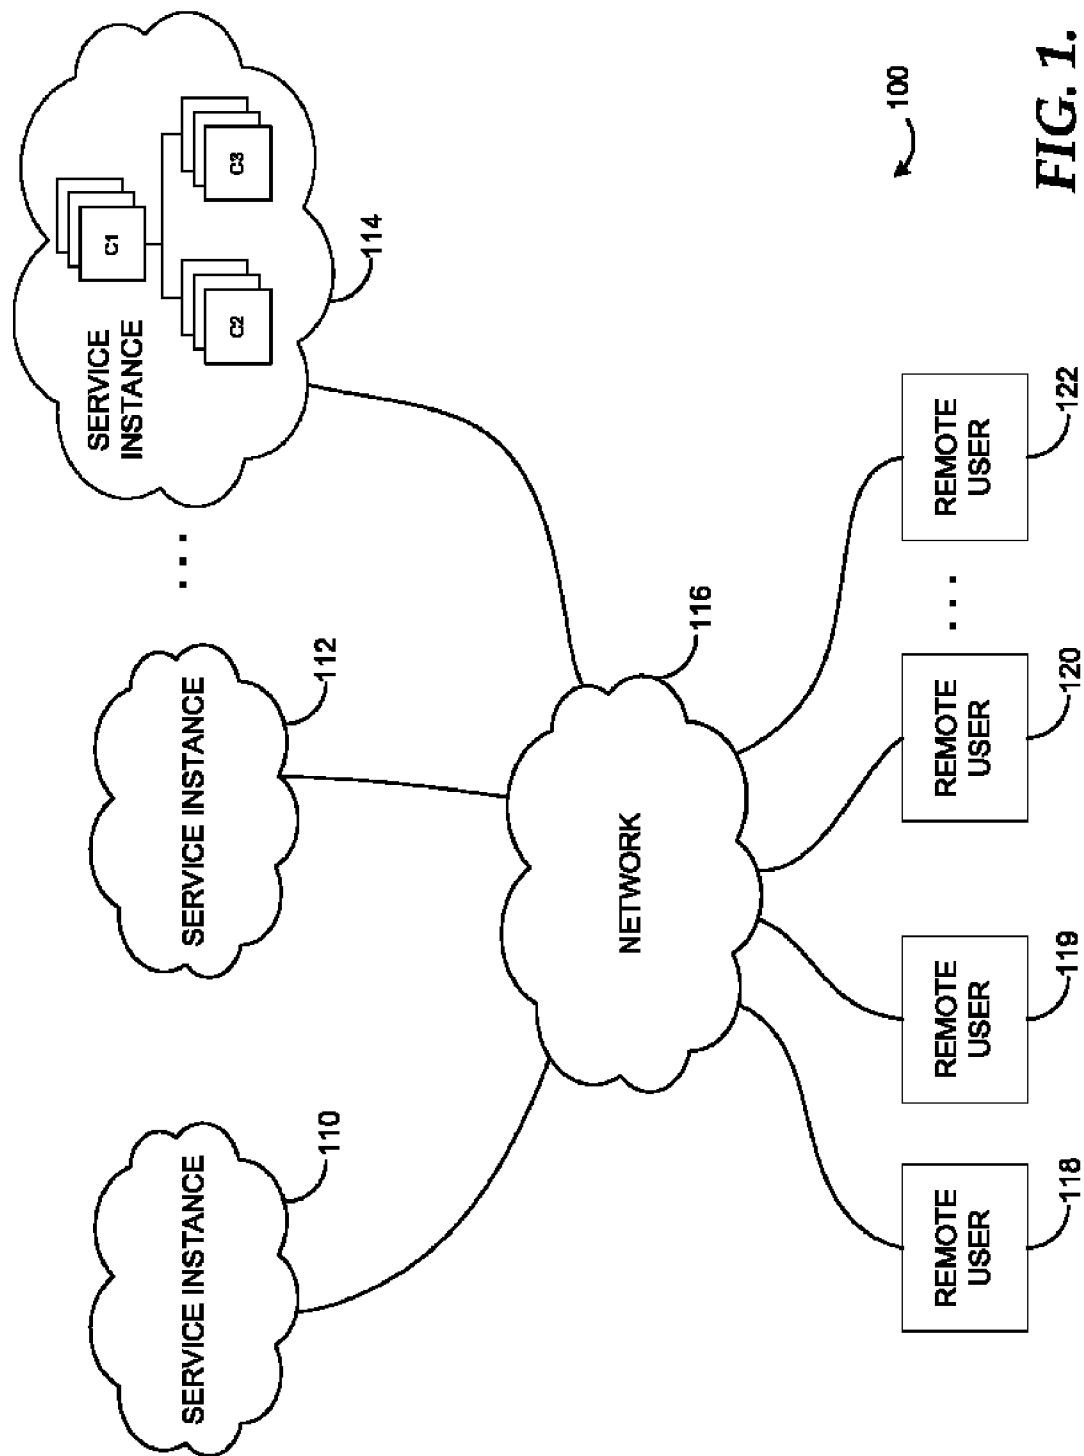 SERVICE INSTANCE
110
SERVICE INSTANCE
112
. . .
SERVICE
INSTANCE
C1
C2
C3
114
NETWORK
116
REMOTE
USER
118
REMOTE
USER
119
REMOTE
USER
120
. . .
REMOTE
USER
122
100
FIG. 1.